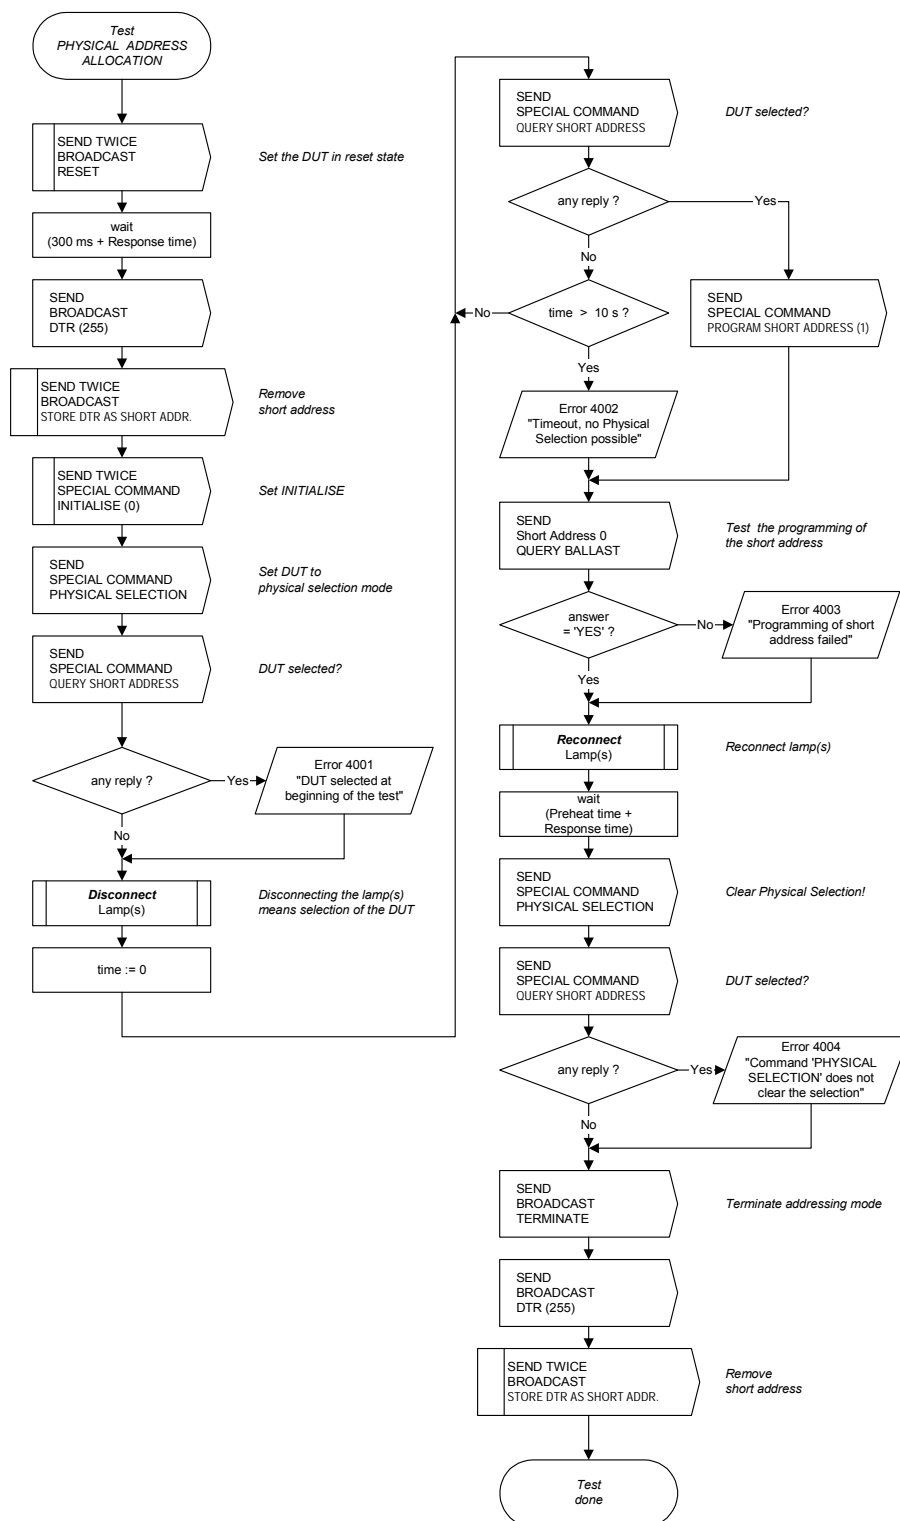 Test
PHYSICAL ADDRESS
ALLOCATION
SEND TWICE
BROADCAST
RESET
Set the DUT in reset state
wait
(300 ms + Response time)
SEND
BROADCAST
DTR (255)
SEND TWICE
BROADCAST
STORE DTR AS SHORT ADDR.
Remove
short address
SEND TWICE
SPECIAL COMMAND
INITIALISE (0)
Set INITIALISE
SEND
SPECIAL COMMAND
PHYSICAL SELECTION
Set DUT to
physical selection mode
SEND
SPECIAL COMMAND
QUERY SHORT ADDRESS
DUT selected?
any reply ?
Yes
Error 4001
"DUT selected at
beginning of the test"
No
Disconnect
Lamp(s)
Disconnecting the lamp(s)
means selection of the DUT
time := 0
SEND
SPECIAL COMMAND
QUERY SHORT ADDRESS
DUT selected?
any reply ?
Yes
No
SEND
SPECIAL COMMAND
PROGRAM SHORT ADDRESS (1)
time > 10 s ?
No
Yes
Error 4002
"Timeout, no Physical
Selection possible"
SEND
Short Address 0
QUERY BALLAST
Test the programming of
the short address
answer
= 'YES' ?
No
Error 4003
"Programming of short
address failed"
Yes
Reconnect
Lamp(s)
Reconnect lamp(s)
wait
(Preheat time +
Response time)
SEND
SPECIAL COMMAND
PHYSICAL SELECTION
Clear Physical Selection!
SEND
SPECIAL COMMAND
QUERY SHORT ADDRESS
DUT selected?
any reply ?
Yes
Error 4004
"Command 'PHYSICAL
SELECTION' does not
clear the selection"
No
SEND
BROADCAST
TERMINATE
Terminate addressing mode
SEND
BROADCAST
DTR (255)
SEND TWICE
BROADCAST
STORE DTR AS SHORT ADDR.
Remove
short address
Test
done